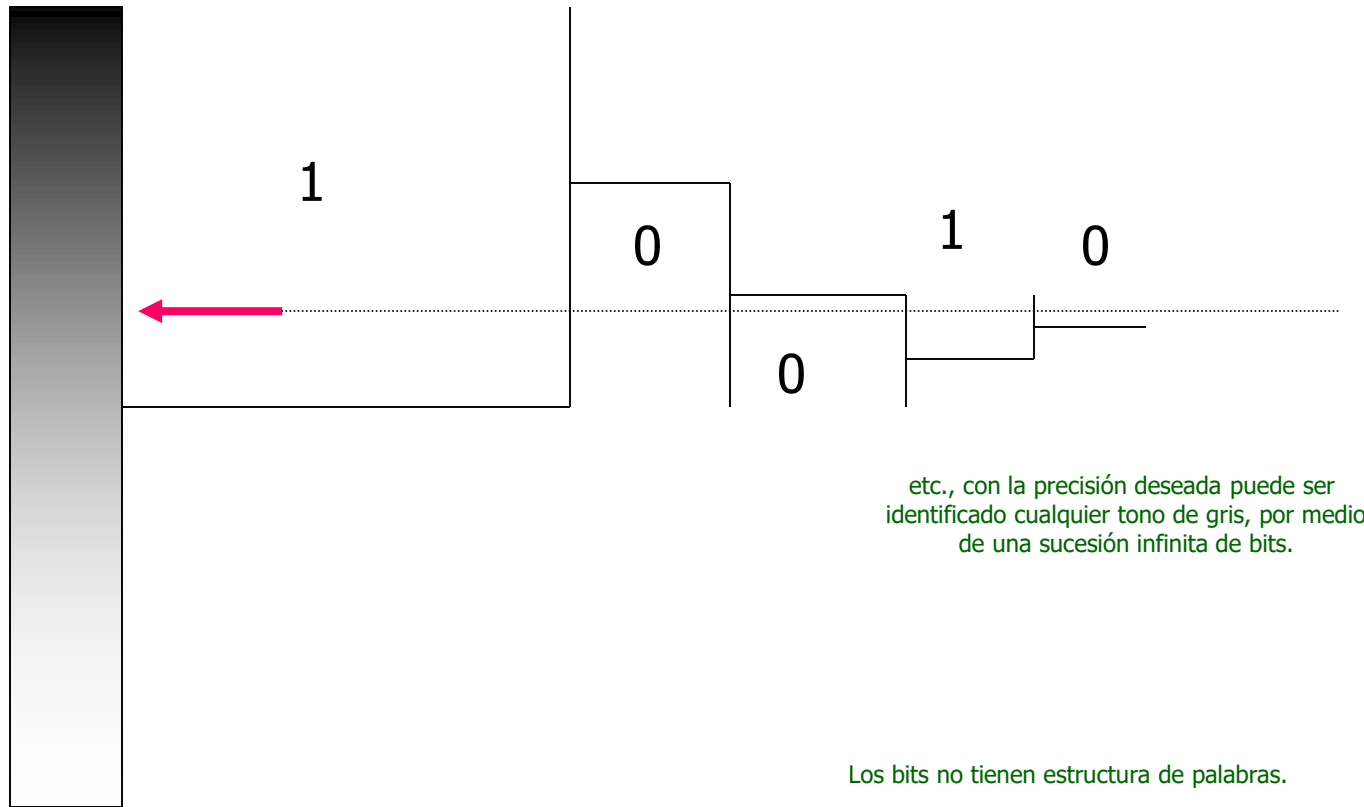 1
0
0
1
0
etc., con la precisión deseada puede ser
identificado cualquier tono de gris, por medio
de una sucesión infinita de bits.
Los bits no tienen estructura de palabras.